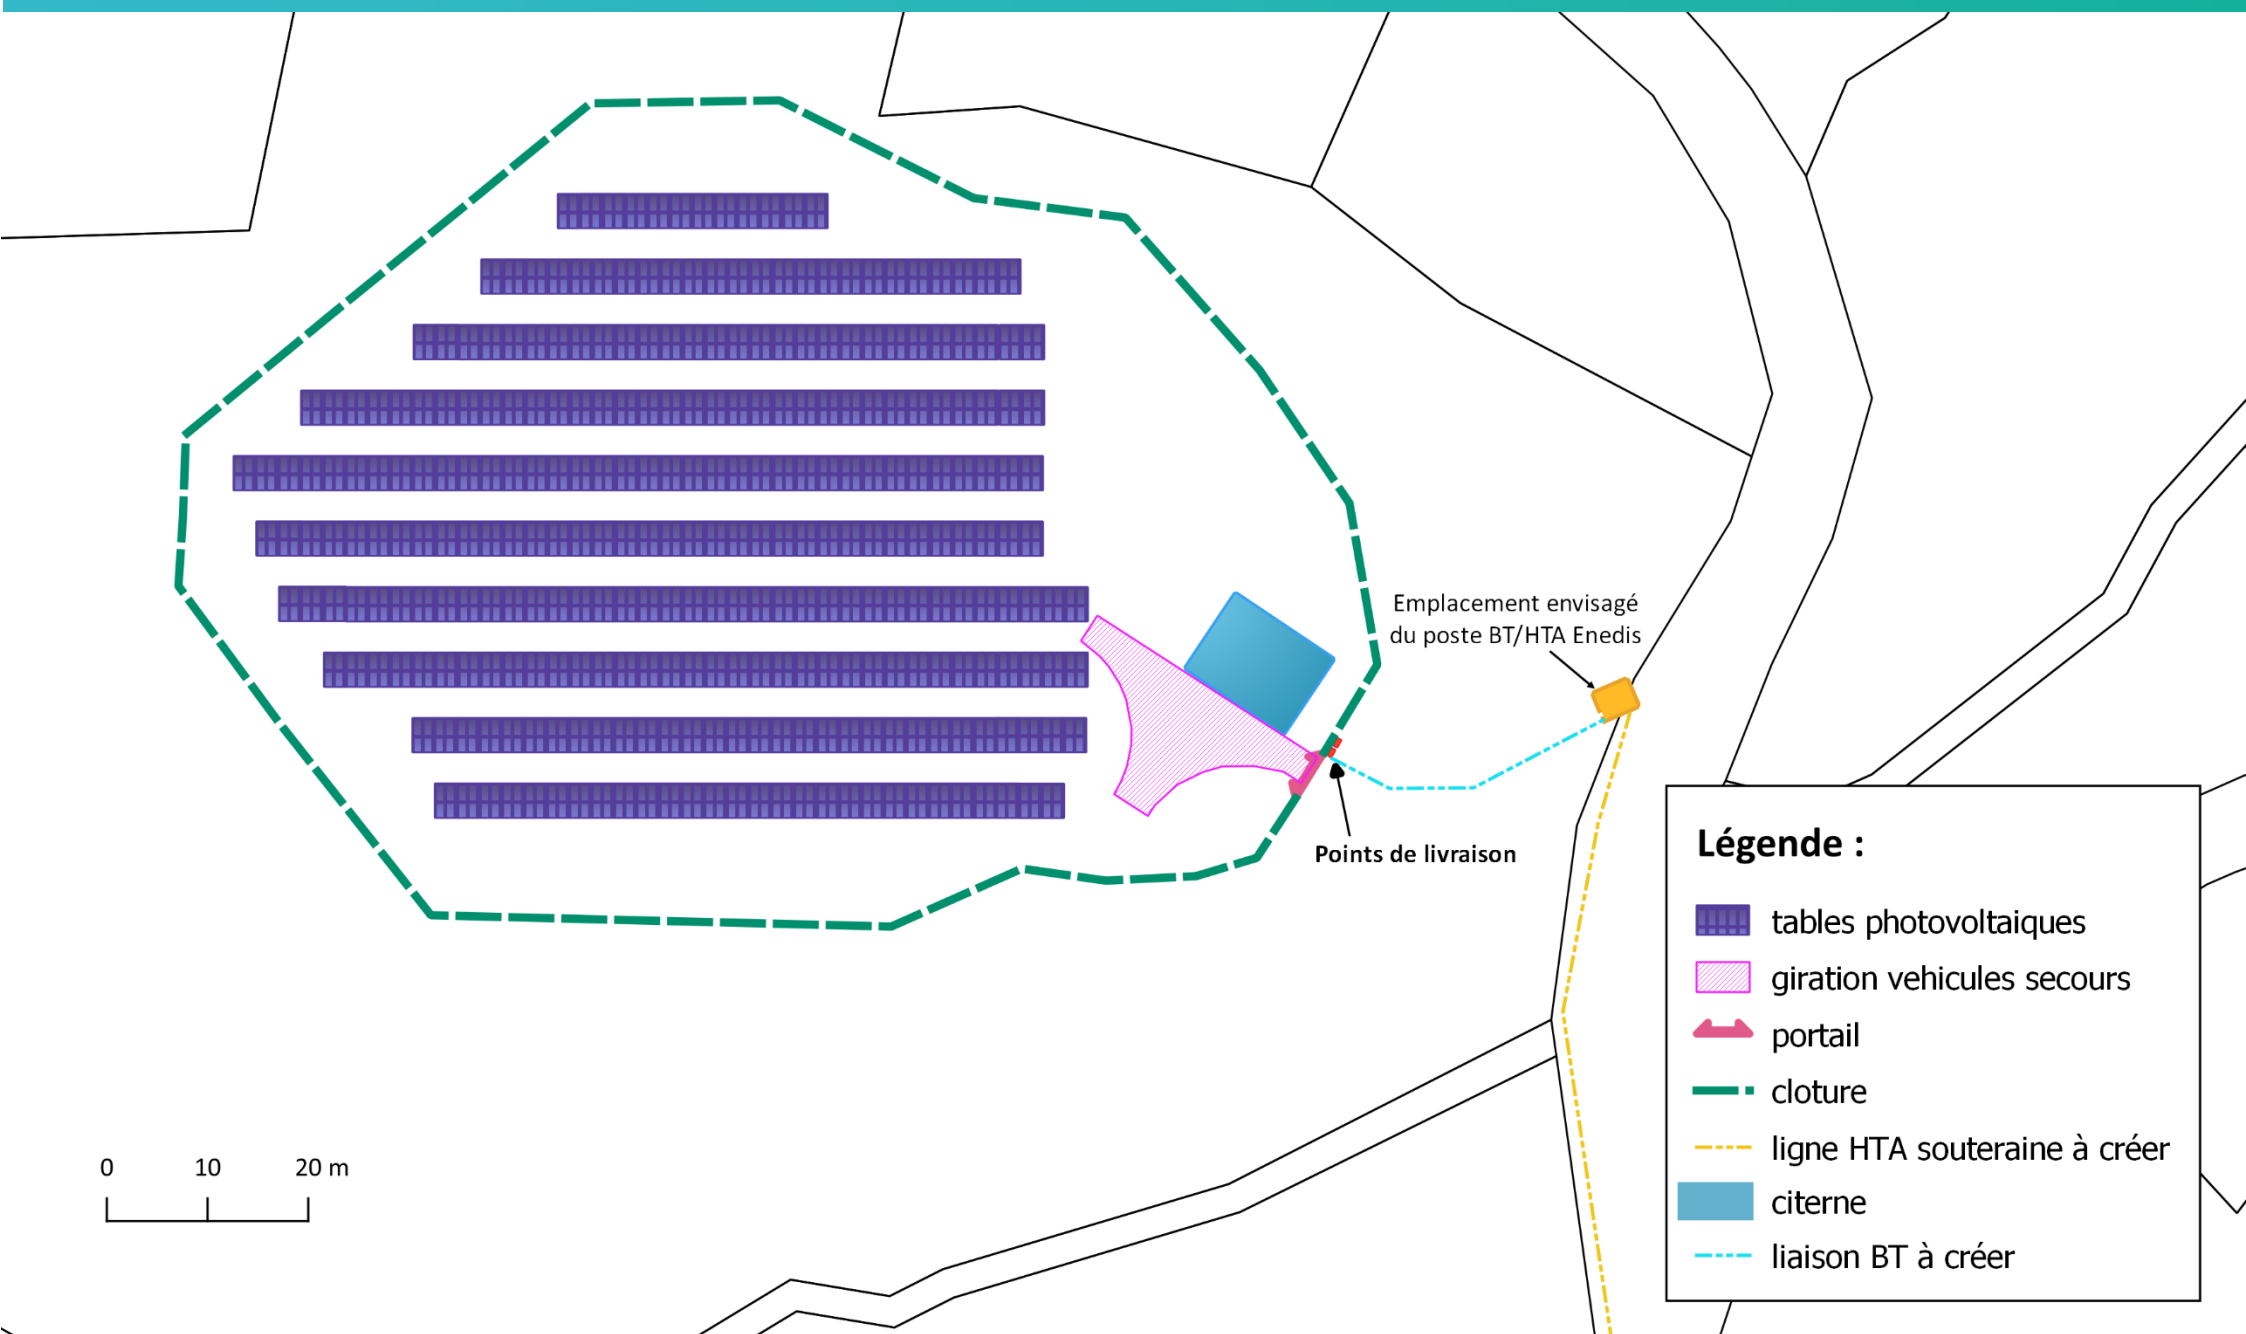 Emplacement envisagé
du poste BT/HTA Enedis
Points de livraison
Légende :
tables photovoltaiques
giration vehicules secours
portail
cloture
ligne HTA souteraine à créer
citerne
liaison BT à créer
0 10 20 m